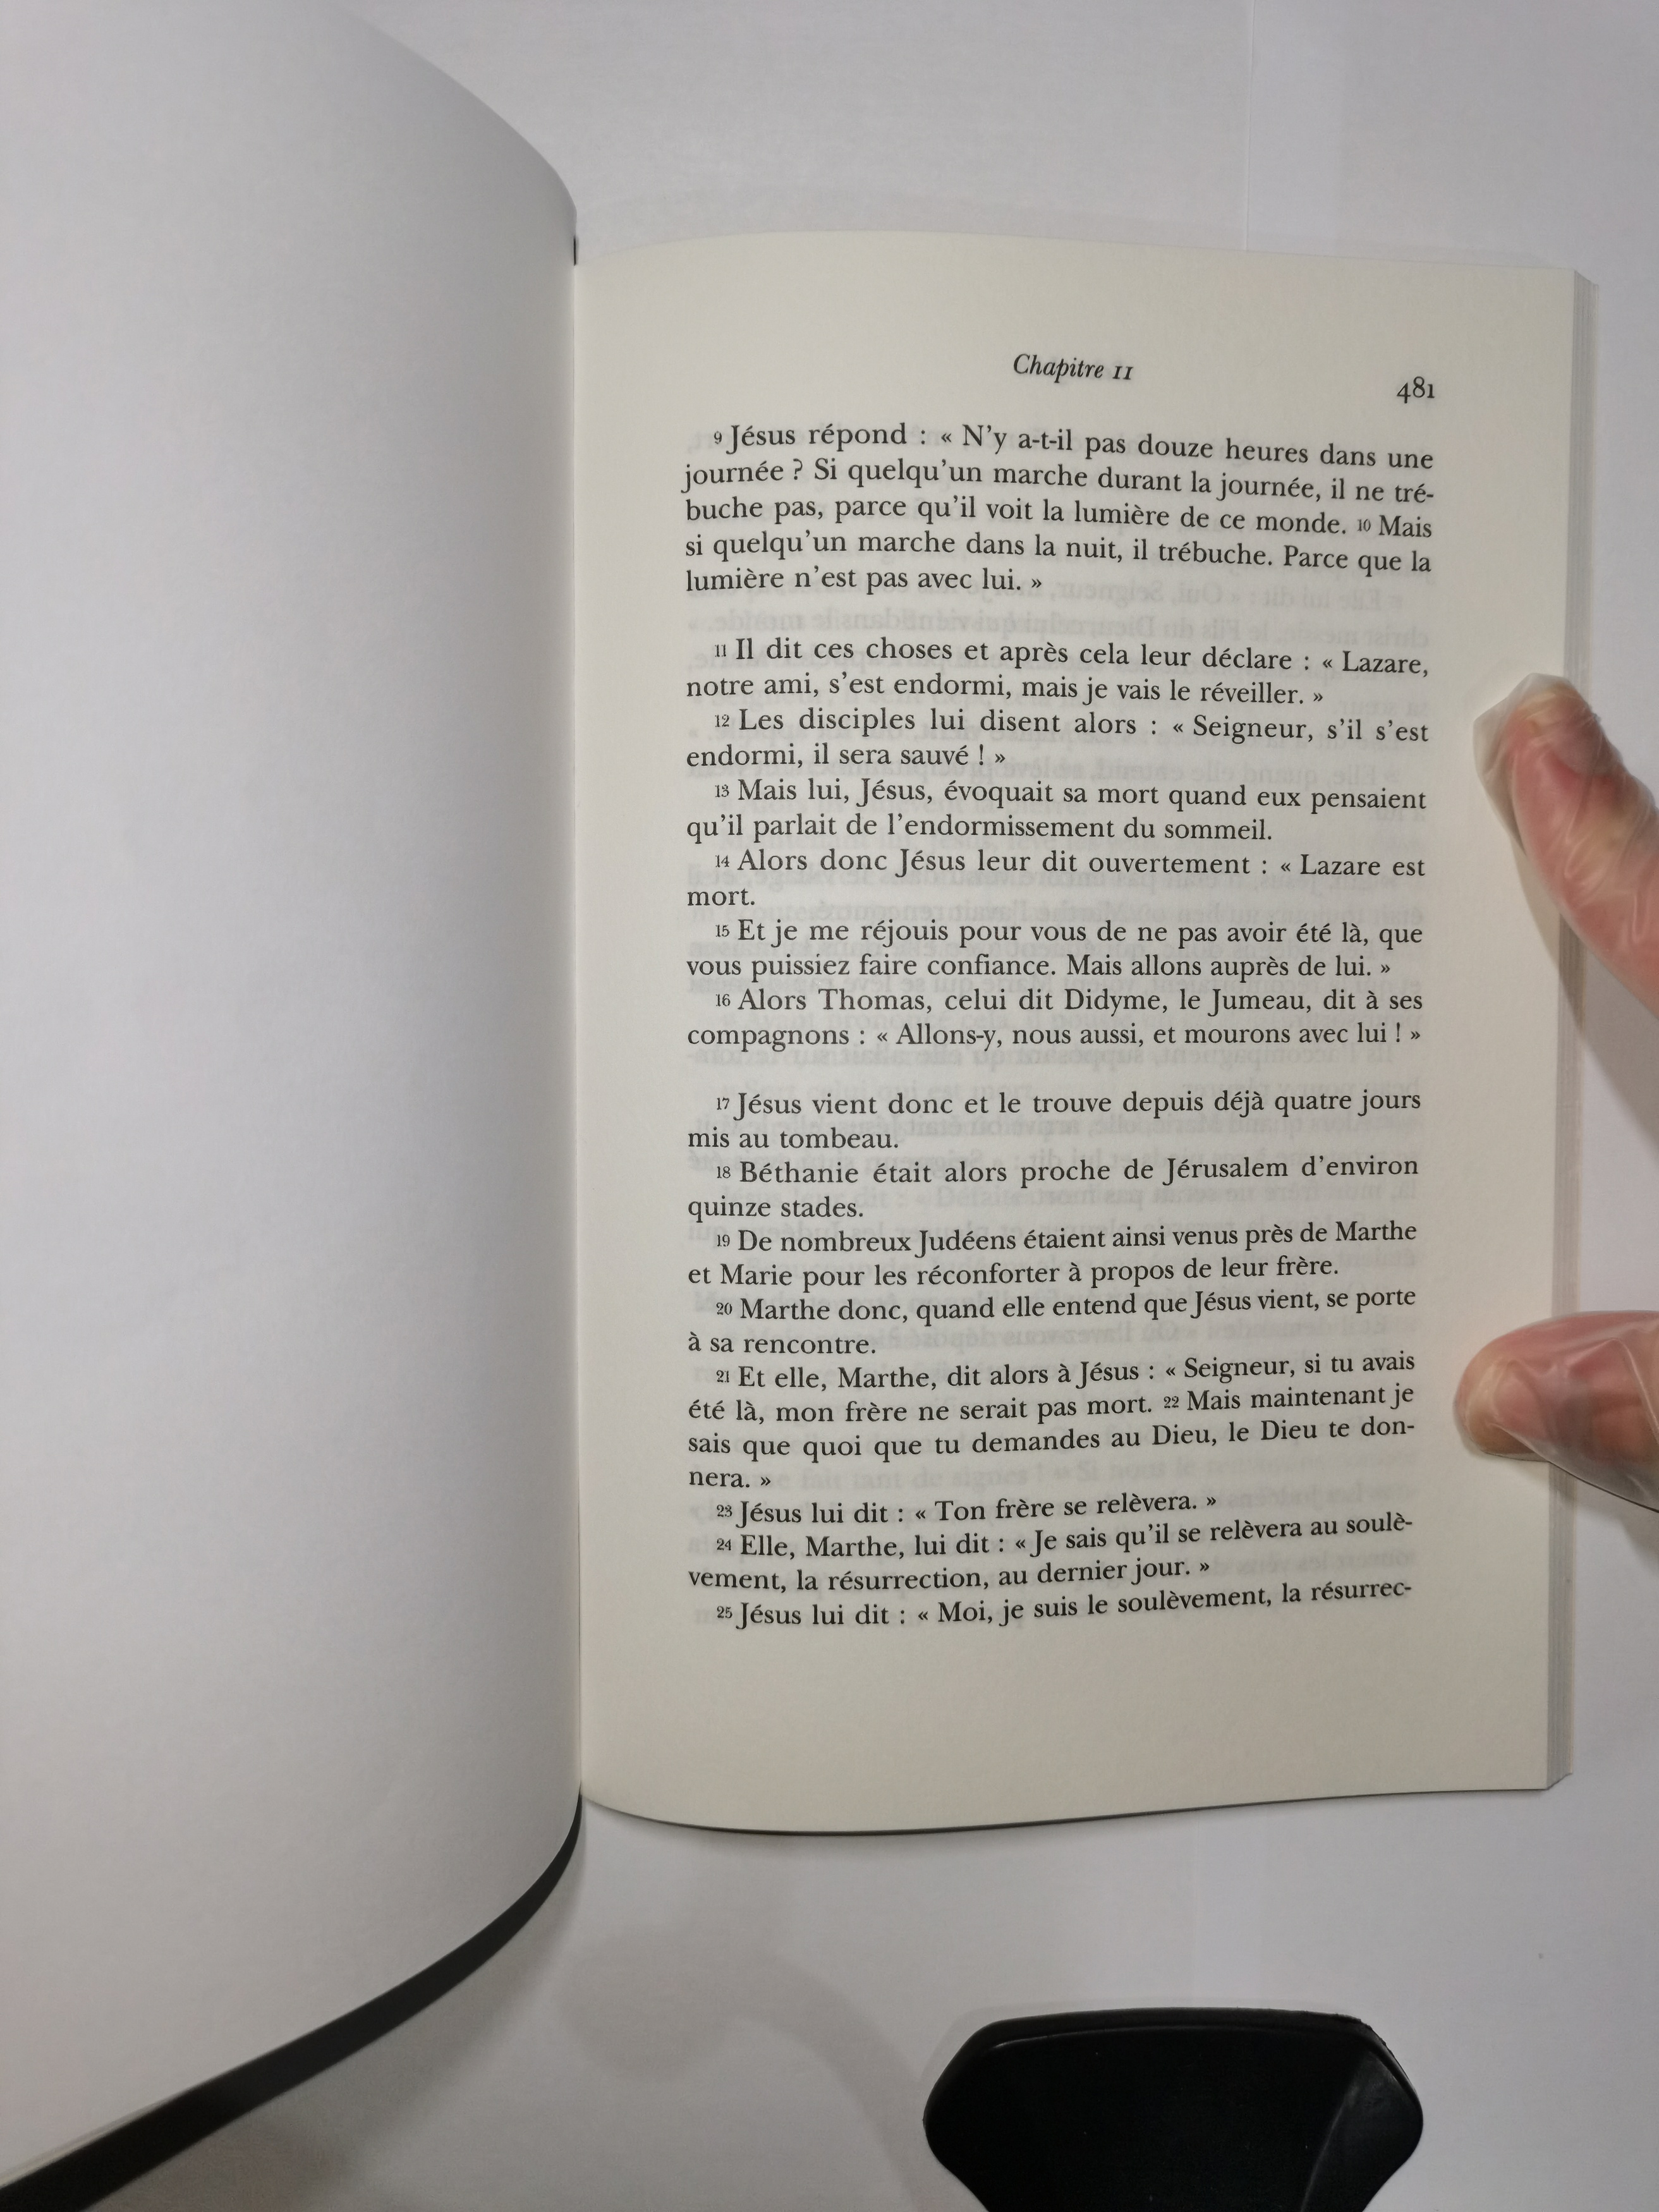 Chapitre 11
481
9 Jésus répond : « N'y a-t-il pas douze heures dans une
journée ? Si quelqu'un marche durant la journée, il ne tré-
buche pas, parce qu'il voit la lumière de ce monde. 10 Mais
si quelqu'un marche dans la nuit, il trébuche. Parce que la
lumière n'est pas avec lui. »
11 Il dit ces choses et après cela leur déclare : « Lazare,
notre ami, s'est endormi, mais je vais le réveiller. »
12 Les disciples lui disent alors : « Seigneur, s'il s'est
endormi, il sera sauvé ! »
13 Mais lui, Jésus, évoquait sa mort quand eux pensaient
qu'il parlait de l'endormissement du sommeil.
14 Alors donc Jésus leur dit ouvertement : « Lazare est
mort.
15 Et je me réjouis pour vous de ne pas avoir été là, que
vous puissiez faire confiance. Mais allons auprès de lui. »
16 Alors Thomas, celui dit Didyme, le Jumeau, dit à ses
compagnons : « Allons-y, nous aussi, et mourons avec lui ! »
17 Jésus vient donc et le trouve depuis déjà quatre jours
mis au tombeau.
18 Béthanie était alors proche de Jérusalem d'environ
quinze stades.
19 De nombreux Judéens étaient ainsi venus près de Marthe
et Marie pour les réconforter à propos de leur frère.
20 Marthe donc, quand elle entend que Jésus vient, se porte
à sa rencontre.
21 Et elle, Marthe, dit alors à Jésus : « Seigneur, si tu avais
été là, mon frère ne serait pas mort. 22 Mais maintenant je
sais que quoi que tu demandes au Dieu, le Dieu te don-
nera. »
23 Jésus lui dit : « Ton frère se relèvera. »
24 Elle, Marthe, lui dit : « Je sais qu'il se relèvera au soulè-
vement, la résurrection, au dernier jour. »
25 Jésus lui dit : « Moi, je suis le soulèvement, la résurrec-